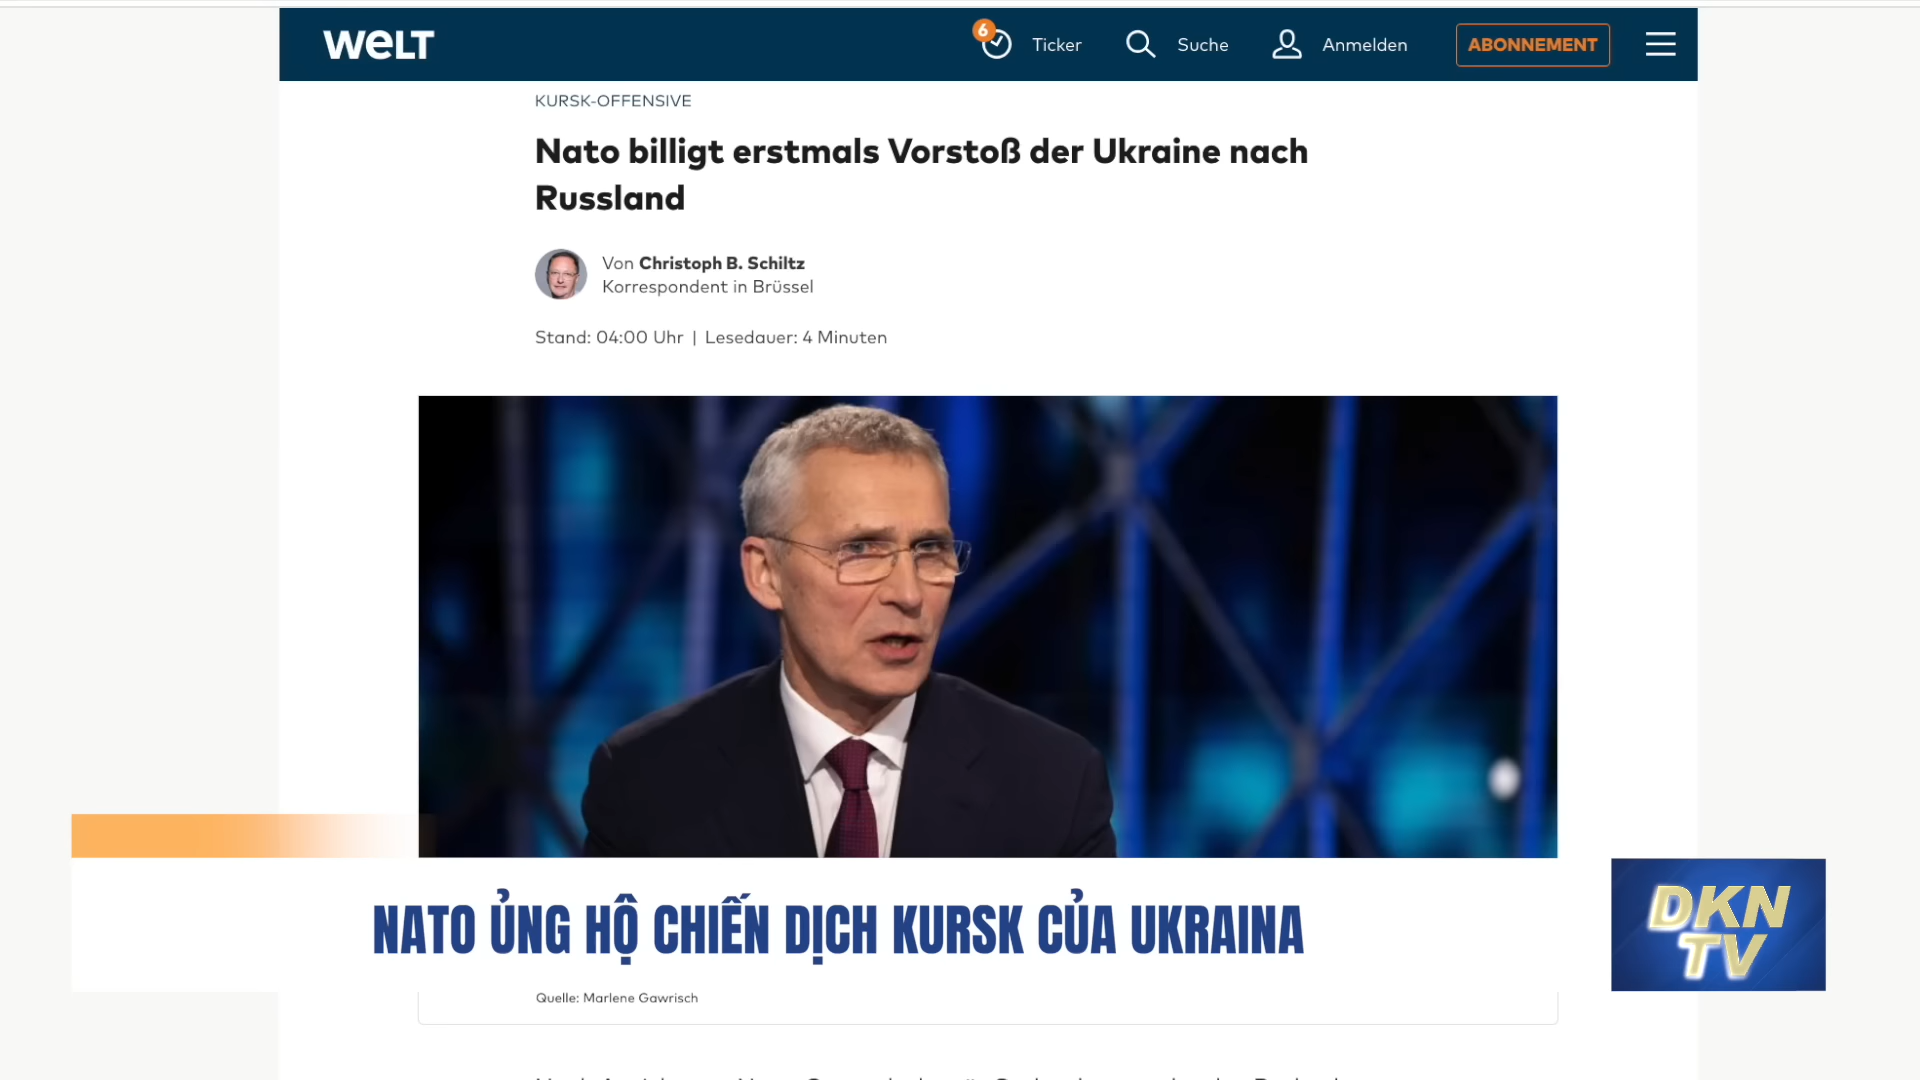 WELT
6
Ticker
Suche
Anmelden
ABONNEMENT
KURSK-OFFENSIVE
Nato billigt erstmals Vorstoß der Ukraine nach
Russland
Von Christoph B. Schiltz
Korrespondent in Brüssel
Stand: 04:00 Uhr | Lesedauer: 4 Minuten
NATO ỦNG HỘ CHIẾN DỊCH KURSK CỦA UKRAINA
DKN
TV
Quelle: Marlene Gawrisch